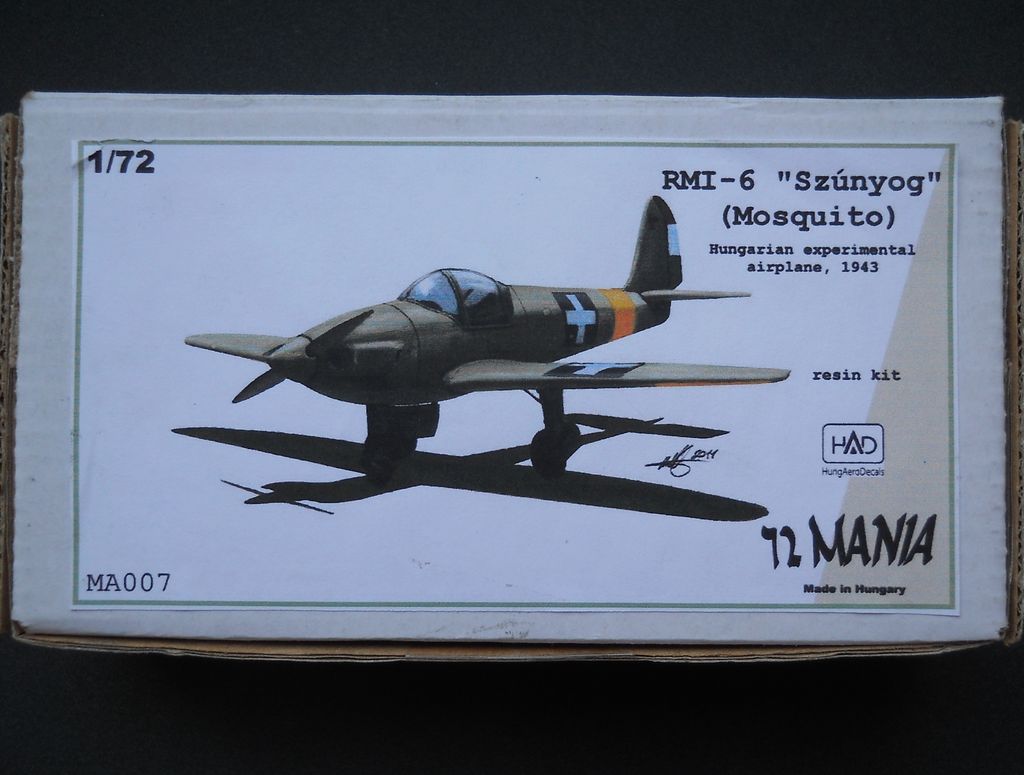 1/72
RMI-6 "Szúnyog"
(Mosquito)
Hungarian experimental
airplane, 1943
resin kit
HAD
HungAeroDecals
2011
72 MANIA
MA007
Made in Hungary